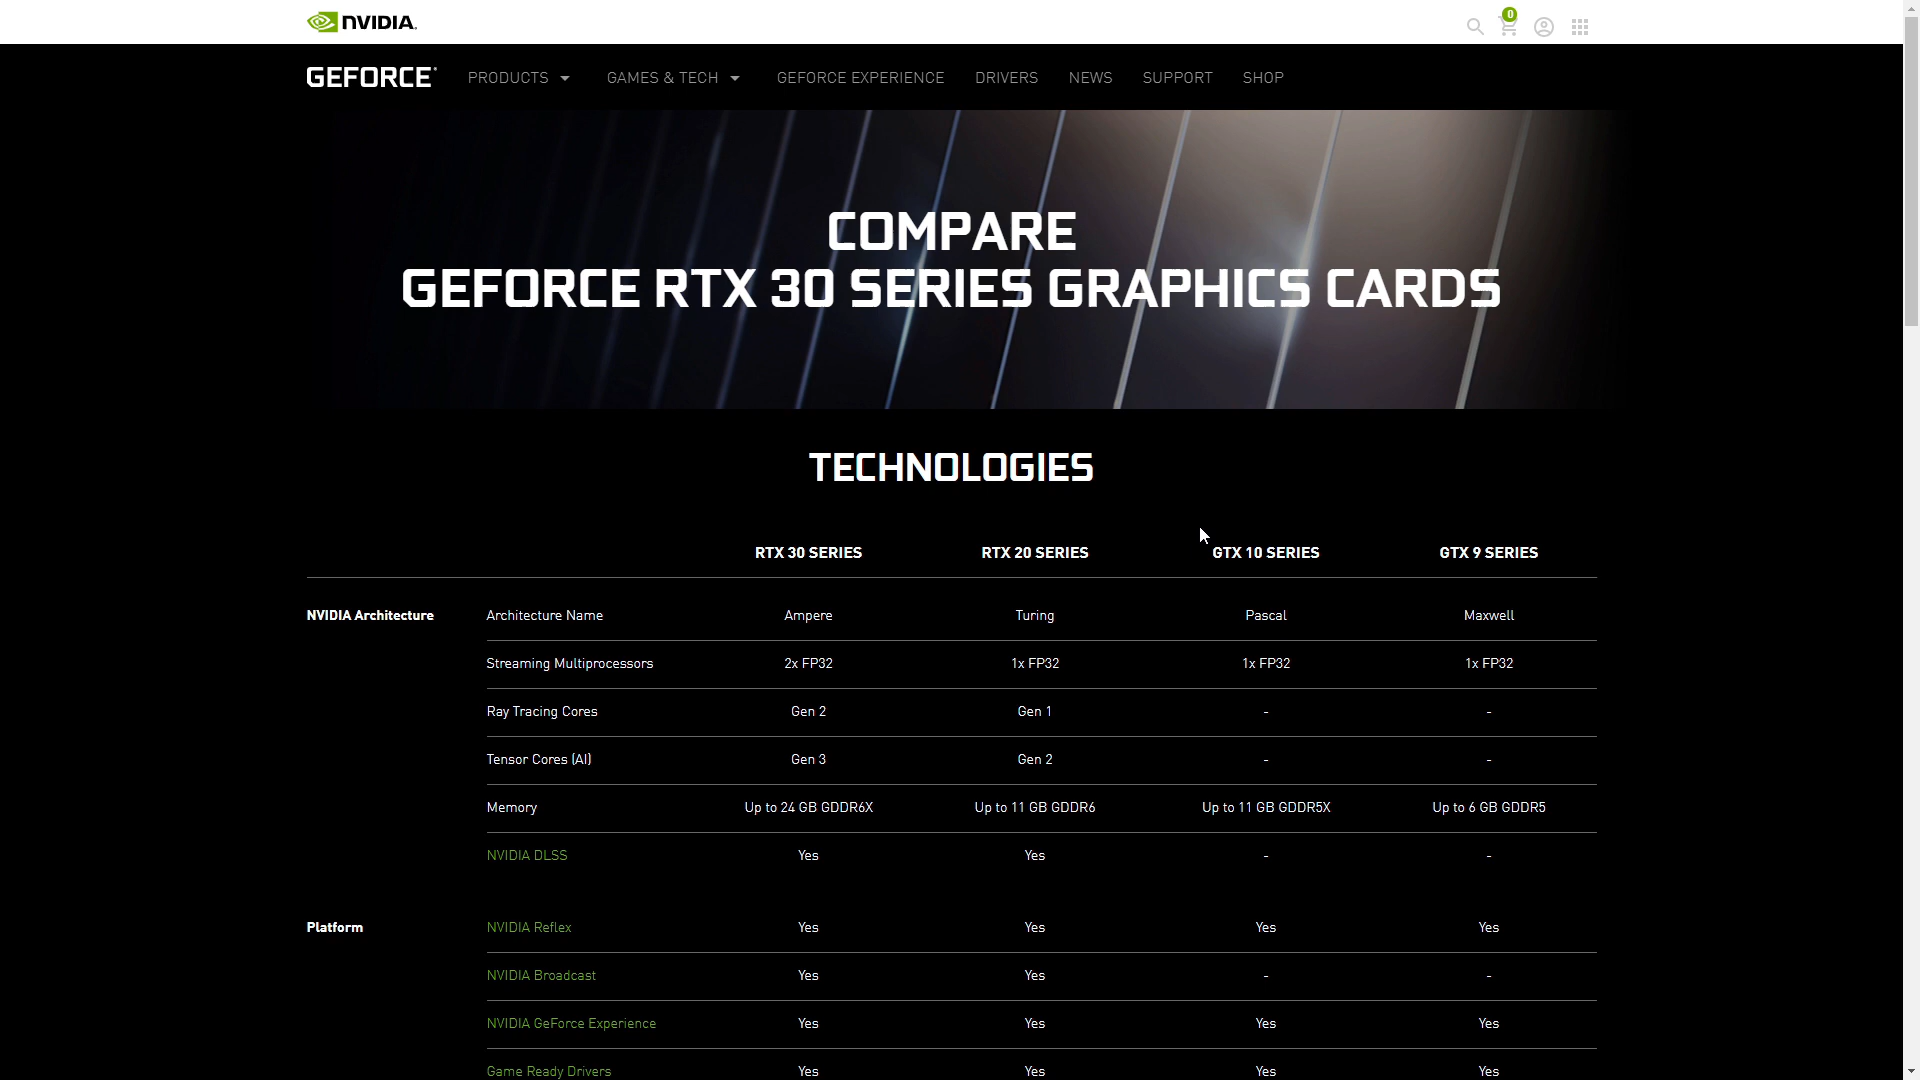 NVIDIA.
0
GEFORCE
PRODUCTS
GAMES & TECH
GEFORCE EXPERIENCE
DRIVERS
NEWS
SUPPORT
SHOP
COMPARE
GEFORCE RTX 30 SERIES GRAPHICS CARDS
TECHNOLOGIES
RTX 30 SERIES RTX 20 SERIES GTX 10 SERIES GTX 9 SERIES
NVIDIA Architecture Architecture Name Ampere Turing Pascal Maxwell
Streaming Multiprocessors 2x FP32 1x FP32 1x FP32 1x FP32
Ray Tracing Cores Gen 2 Gen 1 - -
Tensor Cores (AI) Gen 3 Gen 2 - -
Memory Up to 24 GB GDDR6X Up to 11 GB GDDR6 Up to 11 GB GDDR5X Up to 6 GB GDDR5
NVIDIA DLSS Yes Yes - -
Platform NVIDIA Reflex Yes Yes Yes Yes
NVIDIA Broadcast Yes Yes - -
NVIDIA GeForce Experience Yes Yes Yes Yes
Game Ready Drivers Yes Yes Yes Yes